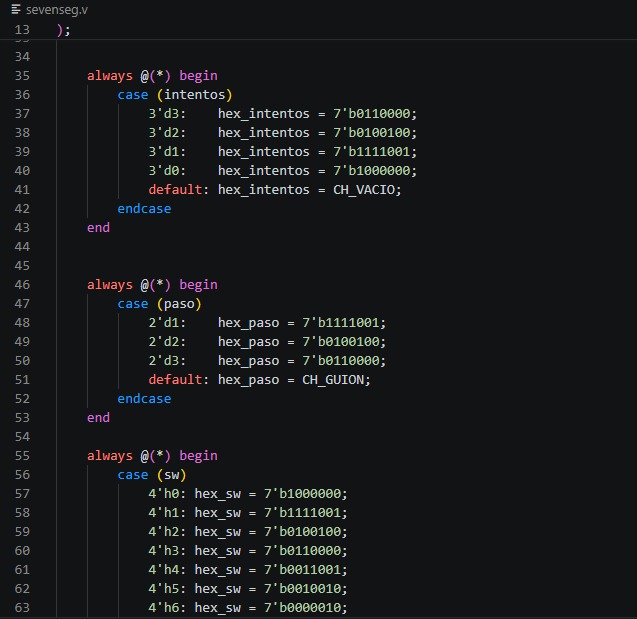 sevenseg.v
13 );
34
35 always @(*) begin
36 case (intentos)
37 3'd3: hex_intentos = 7'b0110000;
38 3'd2: hex_intentos = 7'b0100100;
39 3'd1: hex_intentos = 7'b1111001;
40 3'd0: hex_intentos = 7'b1000000;
41 default: hex_intentos = CH_VACIO;
42 endcase
43 end
44
45
46 always @(*) begin
47 case (paso)
48 2'd1: hex_paso = 7'b1111001;
49 2'd2: hex_paso = 7'b0100100;
50 2'd3: hex_paso = 7'b0110000;
51 default: hex_paso = CH_GUION;
52 endcase
53 end
54
55 always @(*) begin
56 case (sw)
57 4'h0: hex_sw = 7'b1000000;
58 4'h1: hex_sw = 7'b1111001;
59 4'h2: hex_sw = 7'b0100100;
60 4'h3: hex_sw = 7'b0110000;
61 4'h4: hex_sw = 7'b0011001;
62 4'h5: hex_sw = 7'b0010010;
63 4'h6: hex_sw = 7'b0000010;